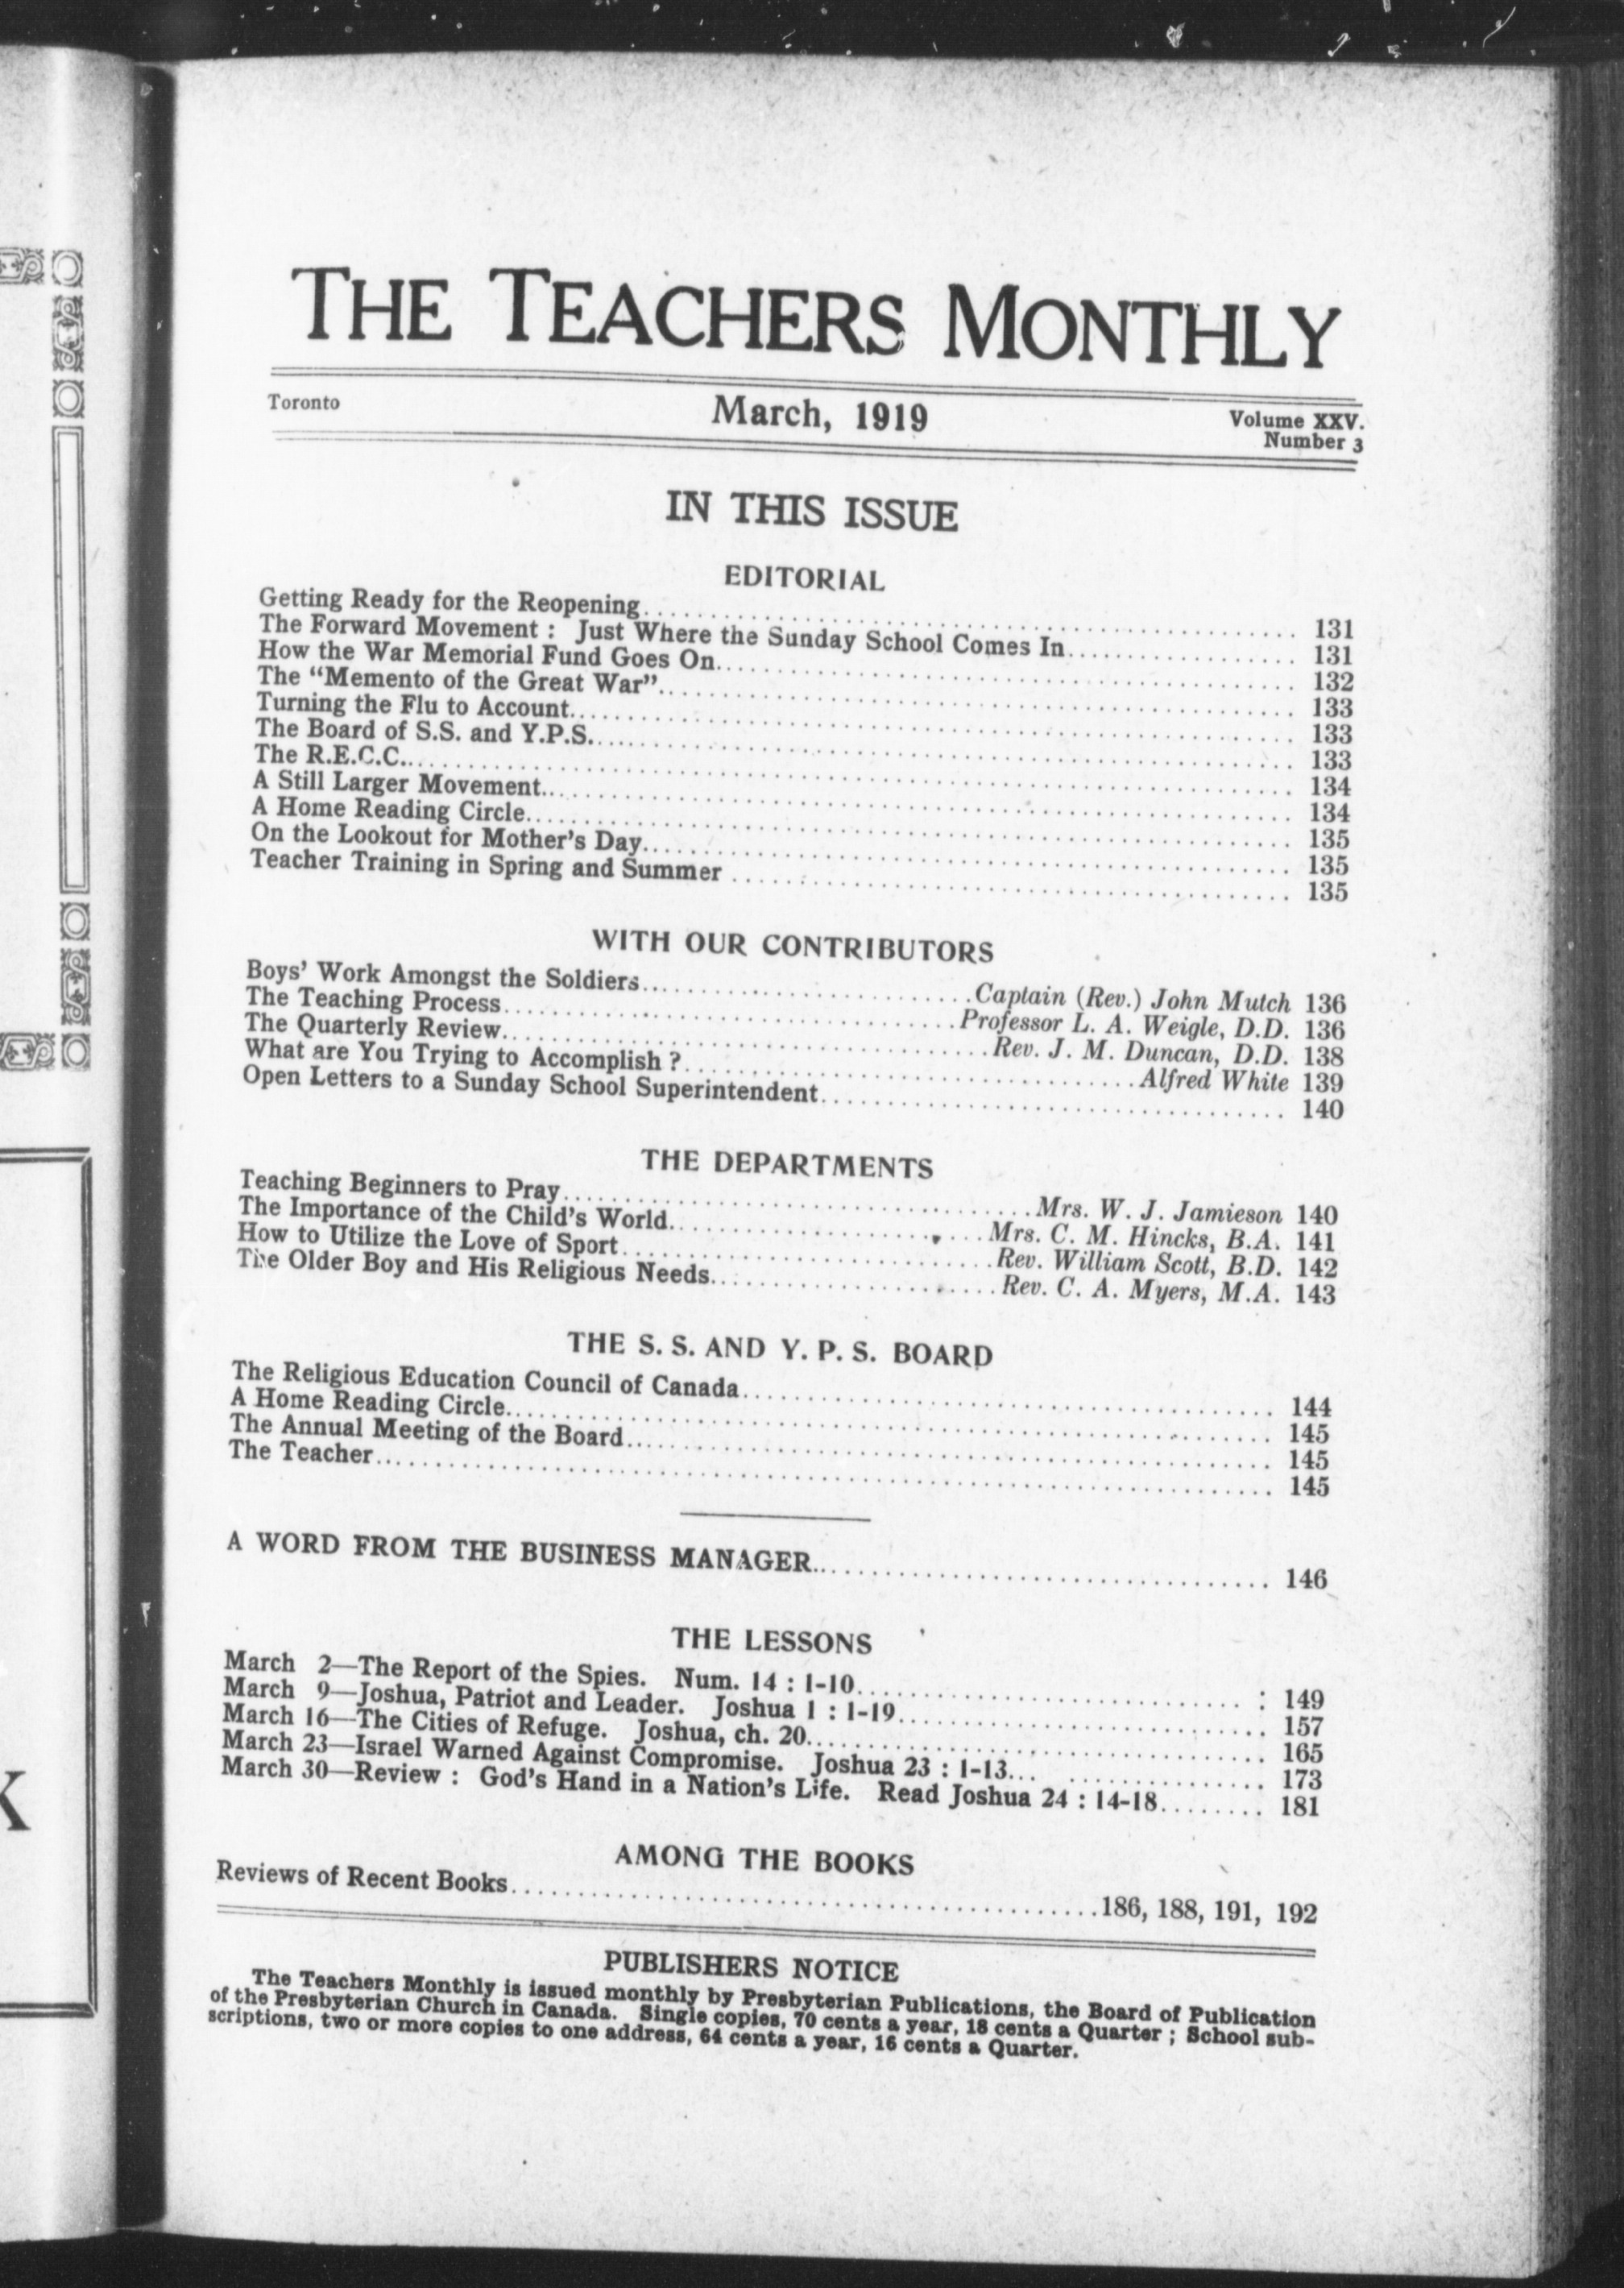 THE TEACHERS MONTHLY
Toronto March, 1919 Volume XXV.
Number 3
IN THIS ISSUE
EDITORIAL
Getting Ready for the Reopening 131
The Forward Movement : Just Where the Sunday School Comes In 131
How the War Memorial Fund Goes On 132
The "Memento of the Great War" 133
Turning the Flu to Account 133
The Board of S.S. and Y.P.S. 133
The R.E.C.C. 134
A Still Larger Movement 134
A Home Reading Circle 135
On the Lookout for Mother's Day 135
Teacher Training in Spring and Summer 135
WITH OUR CONTRIBUTORS
Boys' Work Amongst the Soldiers Captain (Rev.) John Mutch 136
The Teaching Process Professor L. A. Weigle, D.D. 136
The Quarterly Review Rev. J. M. Duncan, D.D. 138
What are You Trying to Accomplish ? Alfred White 139
Open Letters to a Sunday School Superintendent 140
THE DEPARTMENTS
Teaching Beginners to Pray Mrs. W. J. Jamieson 140
The Importance of the Child's World Mrs. C. M. Hincks, B.A. 141
How to Utilize the Love of Sport Rev. William Scott, B.D. 142
The Older Boy and His Religious Needs Rev. C. A. Myers, M.A. 143
THE S. S. AND Y. P. S. BOARD
The Religious Education Council of Canada 144
A Home Reading Circle 145
The Annual Meeting of the Board 145
The Teacher 145
A WORD FROM THE BUSINESS MANAGER 146
THE LESSONS
March 2—The Report of the Spies. Num. 14 : 1-10 149
March 9—Joshua, Patriot and Leader. Joshua 1 : 1-19 157
March 16—The Cities of Refuge. Joshua, ch. 20 165
March 23—Israel Warned Against Compromise. Joshua 23 : 1-13 173
March 30—Review : God's Hand in a Nation's Life. Read Joshua 24 : 14-18 181
AMONG THE BOOKS
Reviews of Recent Books 186, 188, 191, 192
PUBLISHERS NOTICE
The Teachers Monthly is issued monthly by Presbyterian Publications, the Board of Publication
of the Presbyterian Church in Canada. Single copies, 70 cents a year, 18 cents a Quarter ; School sub-
scriptions, two or more copies to one address, 64 cents a year, 16 cents a Quarter.